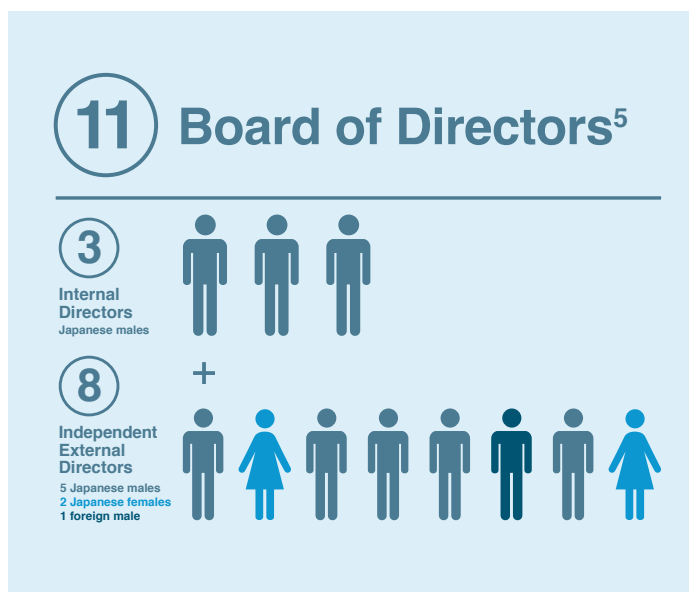 11 Board of Directors5
3
Internal
Directors
Japanese males
+
8
Independent
External
Directors
5 Japanese males
2 Japanese females
1 foreign male